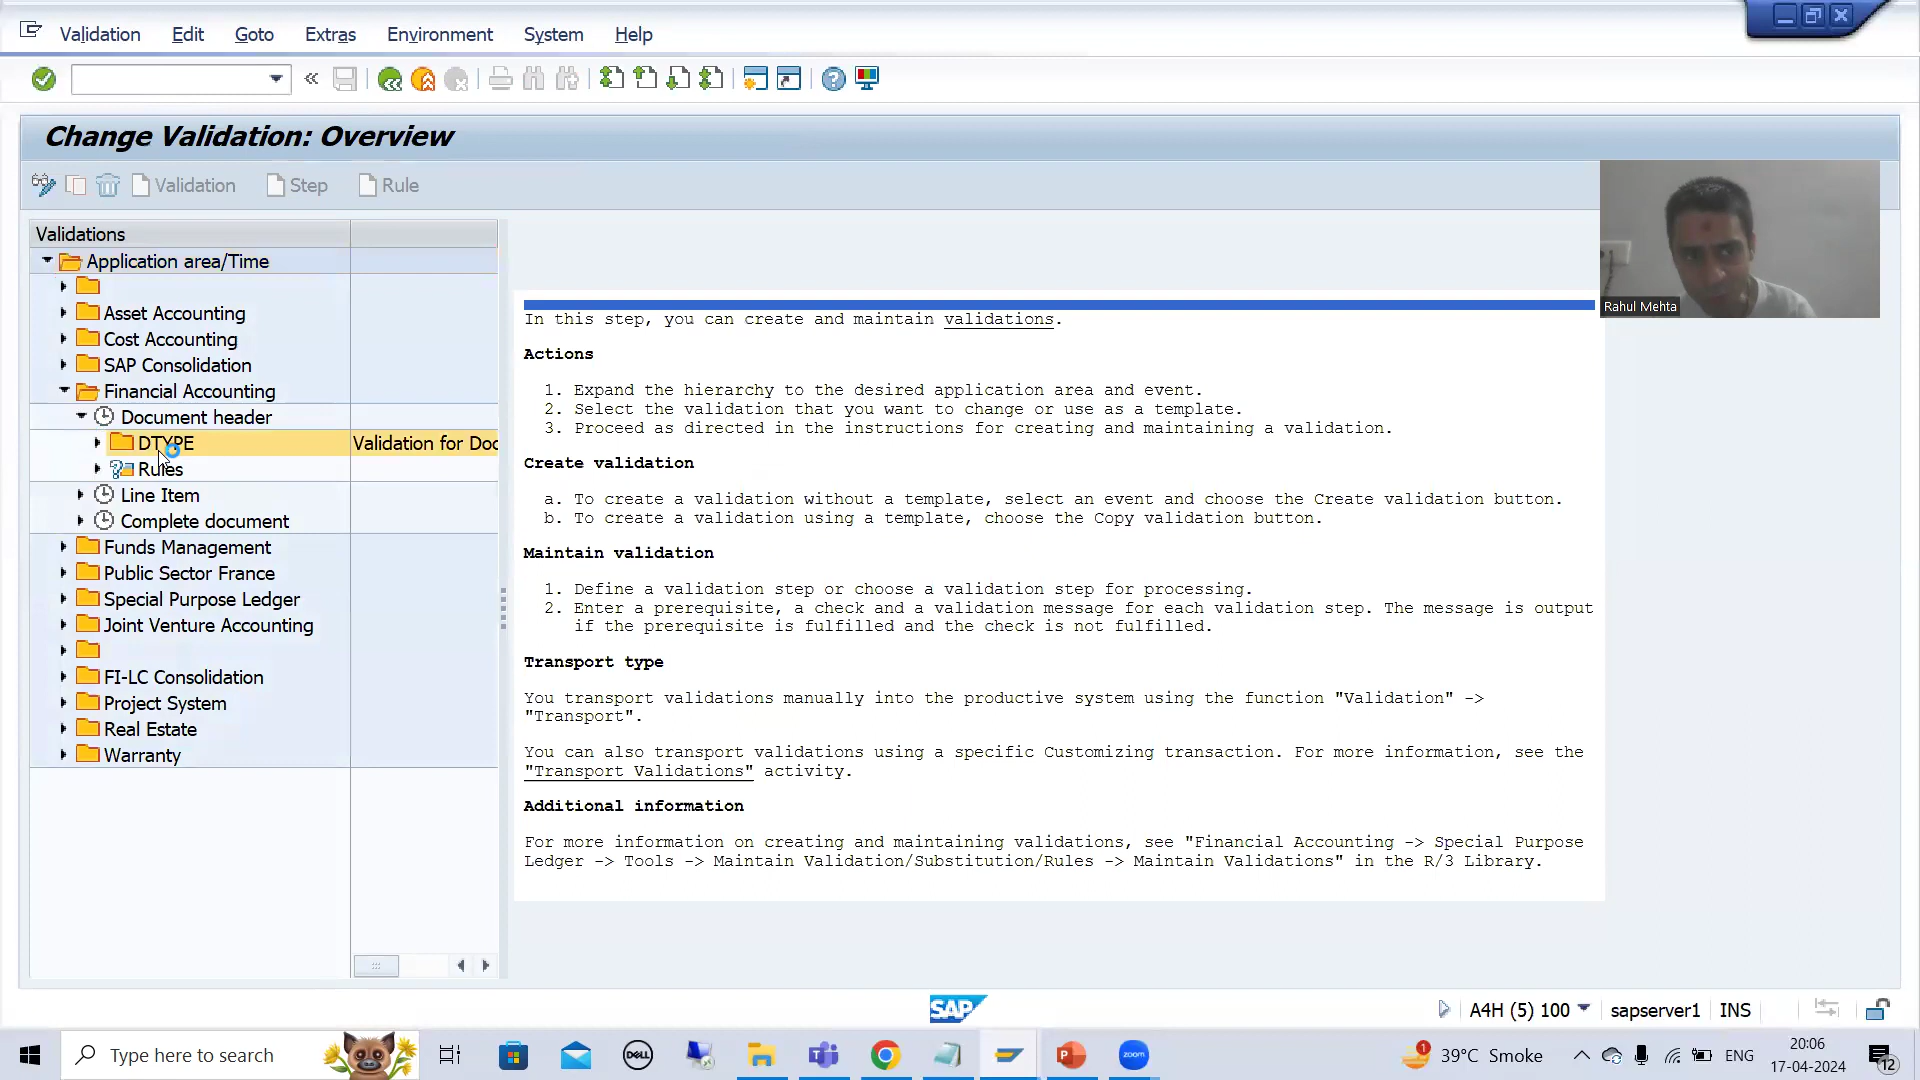 Validation Edit Goto Extras Environment System Help
Change Validation: Overview
Validation Step Rule
Validations
Application area/Time
Asset Accounting
Cost Accounting
SAP Consolidation
Financial Accounting
Document header
DTYPE Validation for Doc
Rules
Line Item
Complete document
Funds Management
Public Sector France
Special Purpose Ledger
Joint Venture Accounting
FI-LC Consolidation
Project System
Real Estate
Warranty
In this step, you can create and maintain validations.
Actions
1. Expand the hierarchy to the desired application area and event.
2. Select the validation that you want to change or use as a template.
3. Proceed as directed in the instructions for creating and maintaining a validation.
Create validation
a. To create a validation without a template, select an event and choose the Create validation button.
b. To create a validation using a template, choose the Copy validation button.
Maintain validation
1. Define a validation step or choose a validation step for processing.
2. Enter a prerequisite, a check and a validation message for each validation step. The message is output
if the prerequisite is fulfilled and the check is not fulfilled.
Transport type
You transport validations manually into the productive system using the function "Validation" ->
"Transport".
You can also transport validations using a specific Customizing transaction. For more information, see the
"Transport Validations" activity.
Additional information
For more information on creating and maintaining validations, see "Financial Accounting -> Special Purpose
Ledger -> Tools -> Maintain Validation/Substitution/Rules -> Maintain Validations" in the R/3 Library.
Rahul Mehta
SAP
A4H (5) 100 sapserver1 INS
Type here to search
DELL
zoom
1
39°C Smoke
ENG
20:06
17-04-2024
12